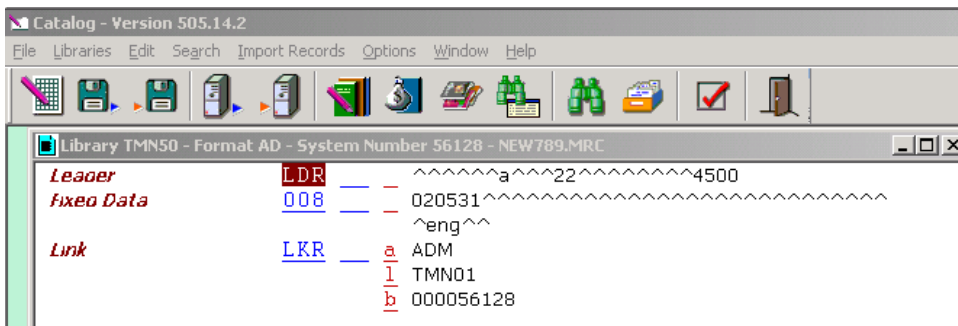 Catalog - Version 505.14.2
File Libraries Edit Search Import Records Options Window Help
Library TMN50 - Format AD - System Number 56128 - NEW789.MRC
Leader LDR ^^^^^^a^^^22^^^^^^^^4500
Fixed Data 008 020531^^^^^^^^^^^^^^^^^^^^^^^^^^^^^
^eng^^
Link LKR a ADM
l TMN01
b 000056128